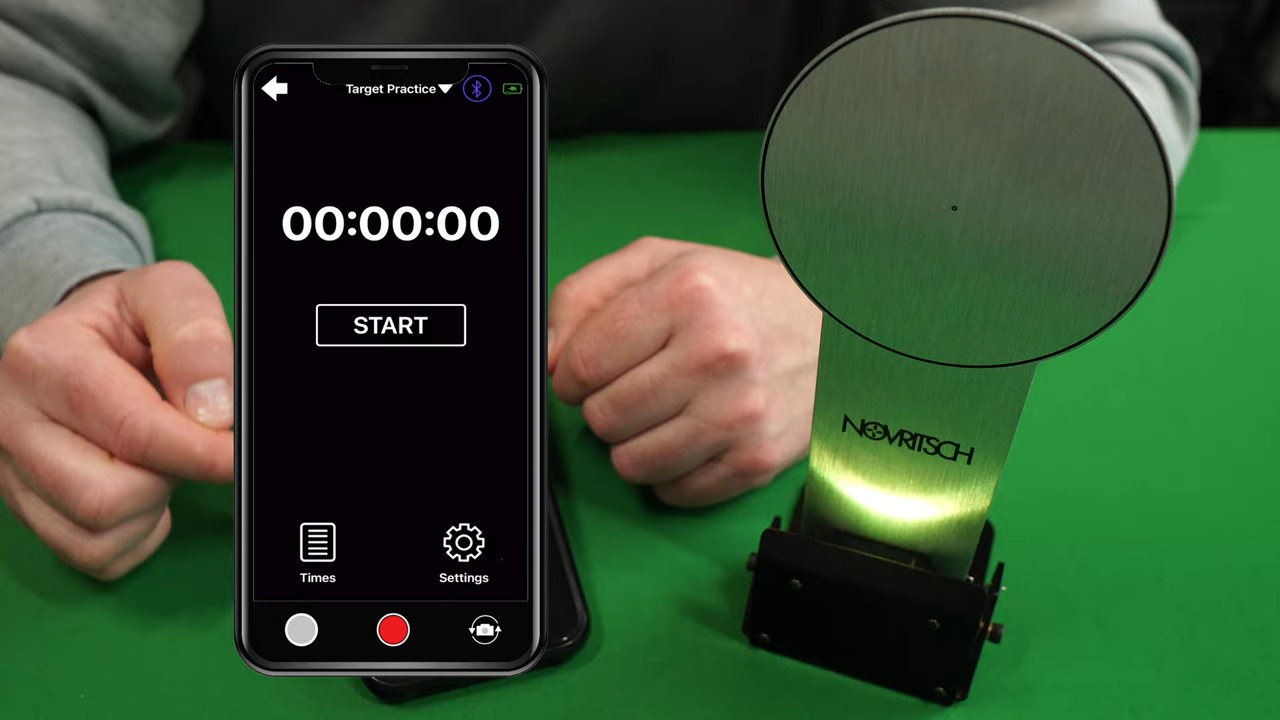 Target Practice
00:00:00
START
Times
Settings
NOVRITSCH